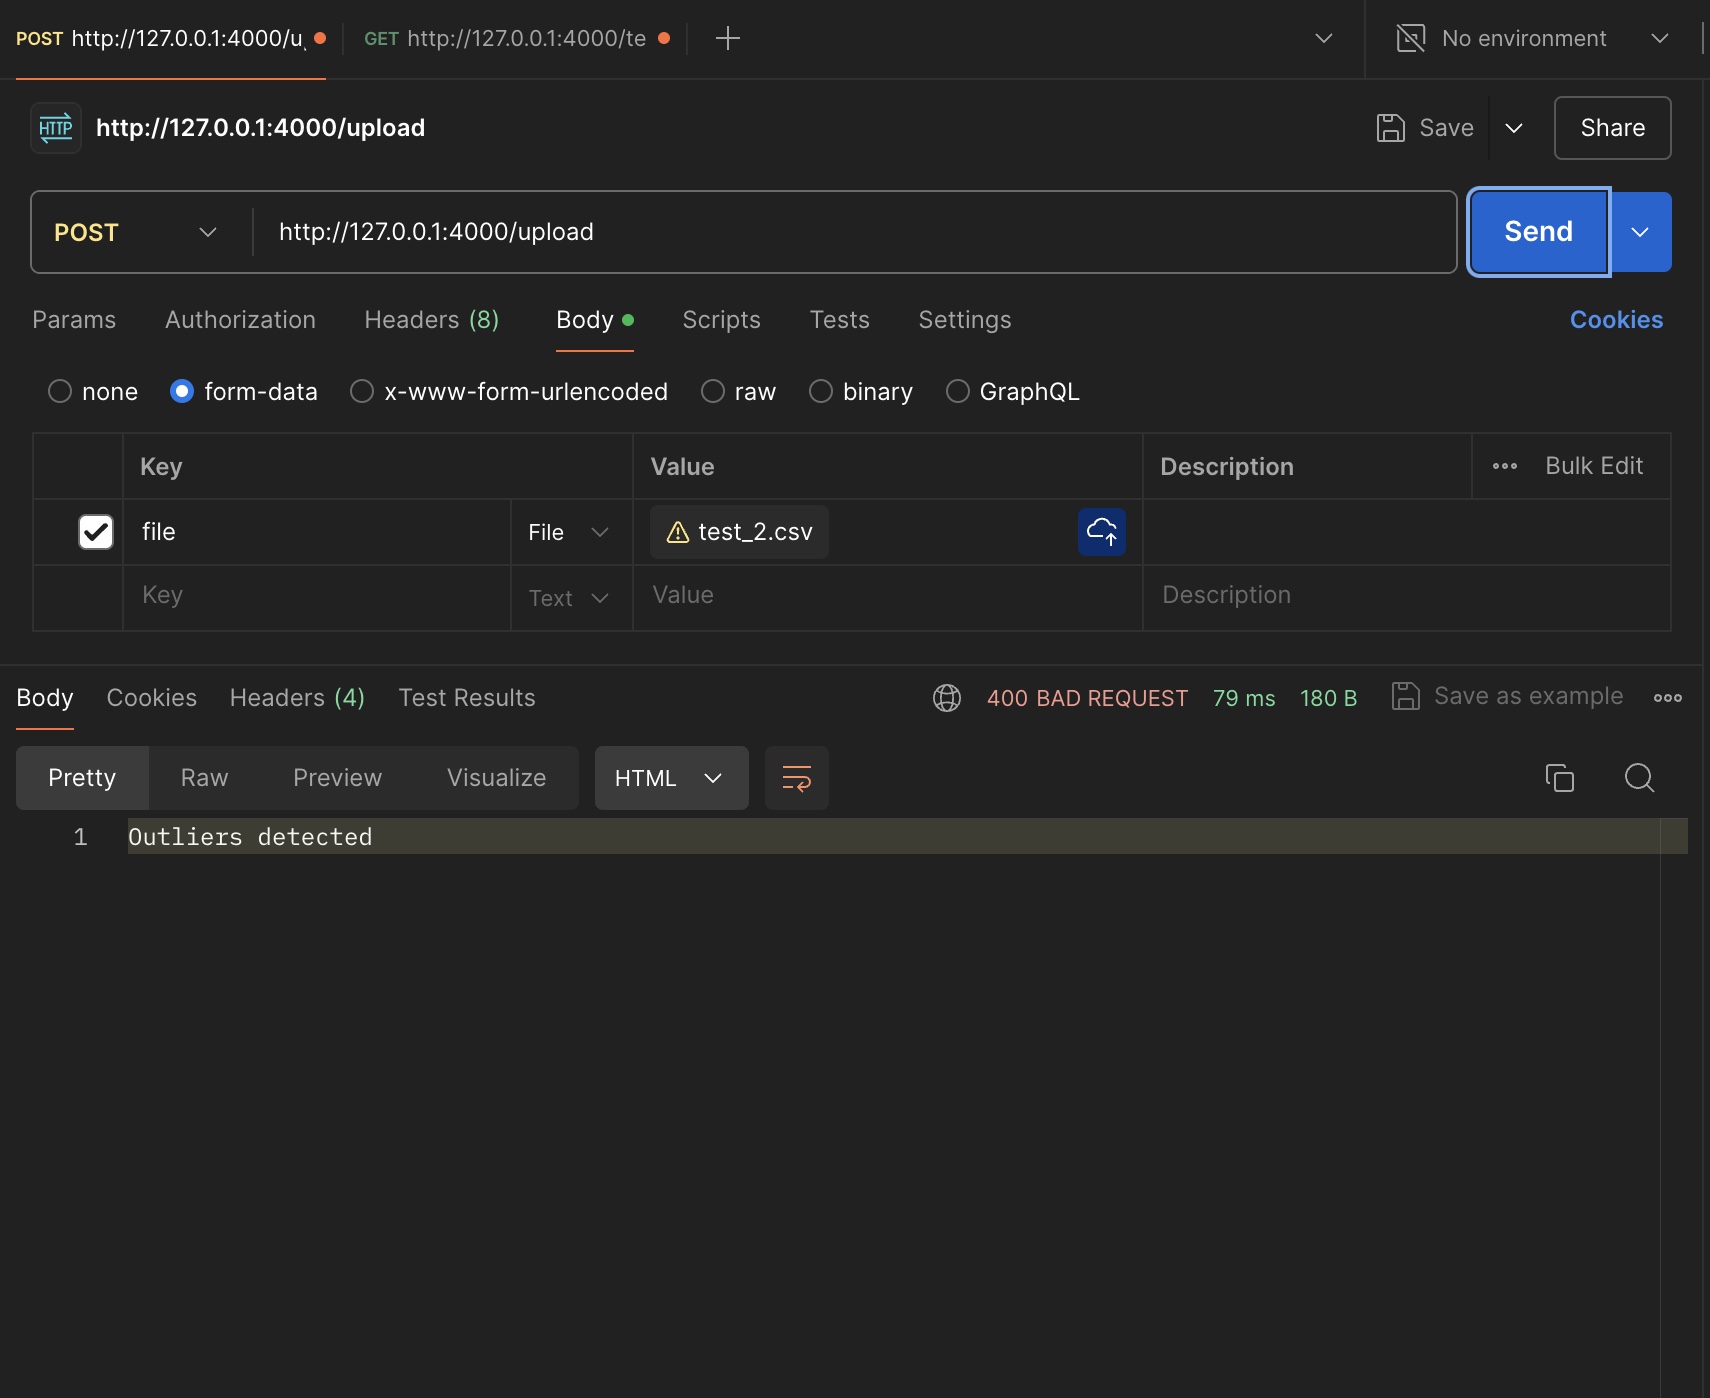 POST http://127.0.0.1:4000/u GET http://127.0.0.1:4000/te No environment
HTTP http://127.0.0.1:4000/upload Save Share
POST http://127.0.0.1:4000/upload Send
Params Authorization Headers (8) Body Scripts Tests Settings Cookies
none form-data x-www-form-urlencoded raw binary GraphQL
Key Value Description Bulk Edit
file File test_2.csv
Key Text Value Description
Body Cookies Headers (4) Test Results 400 BAD REQUEST 79 ms 180 B Save as example
Pretty Raw Preview Visualize HTML
1 Outliers detected